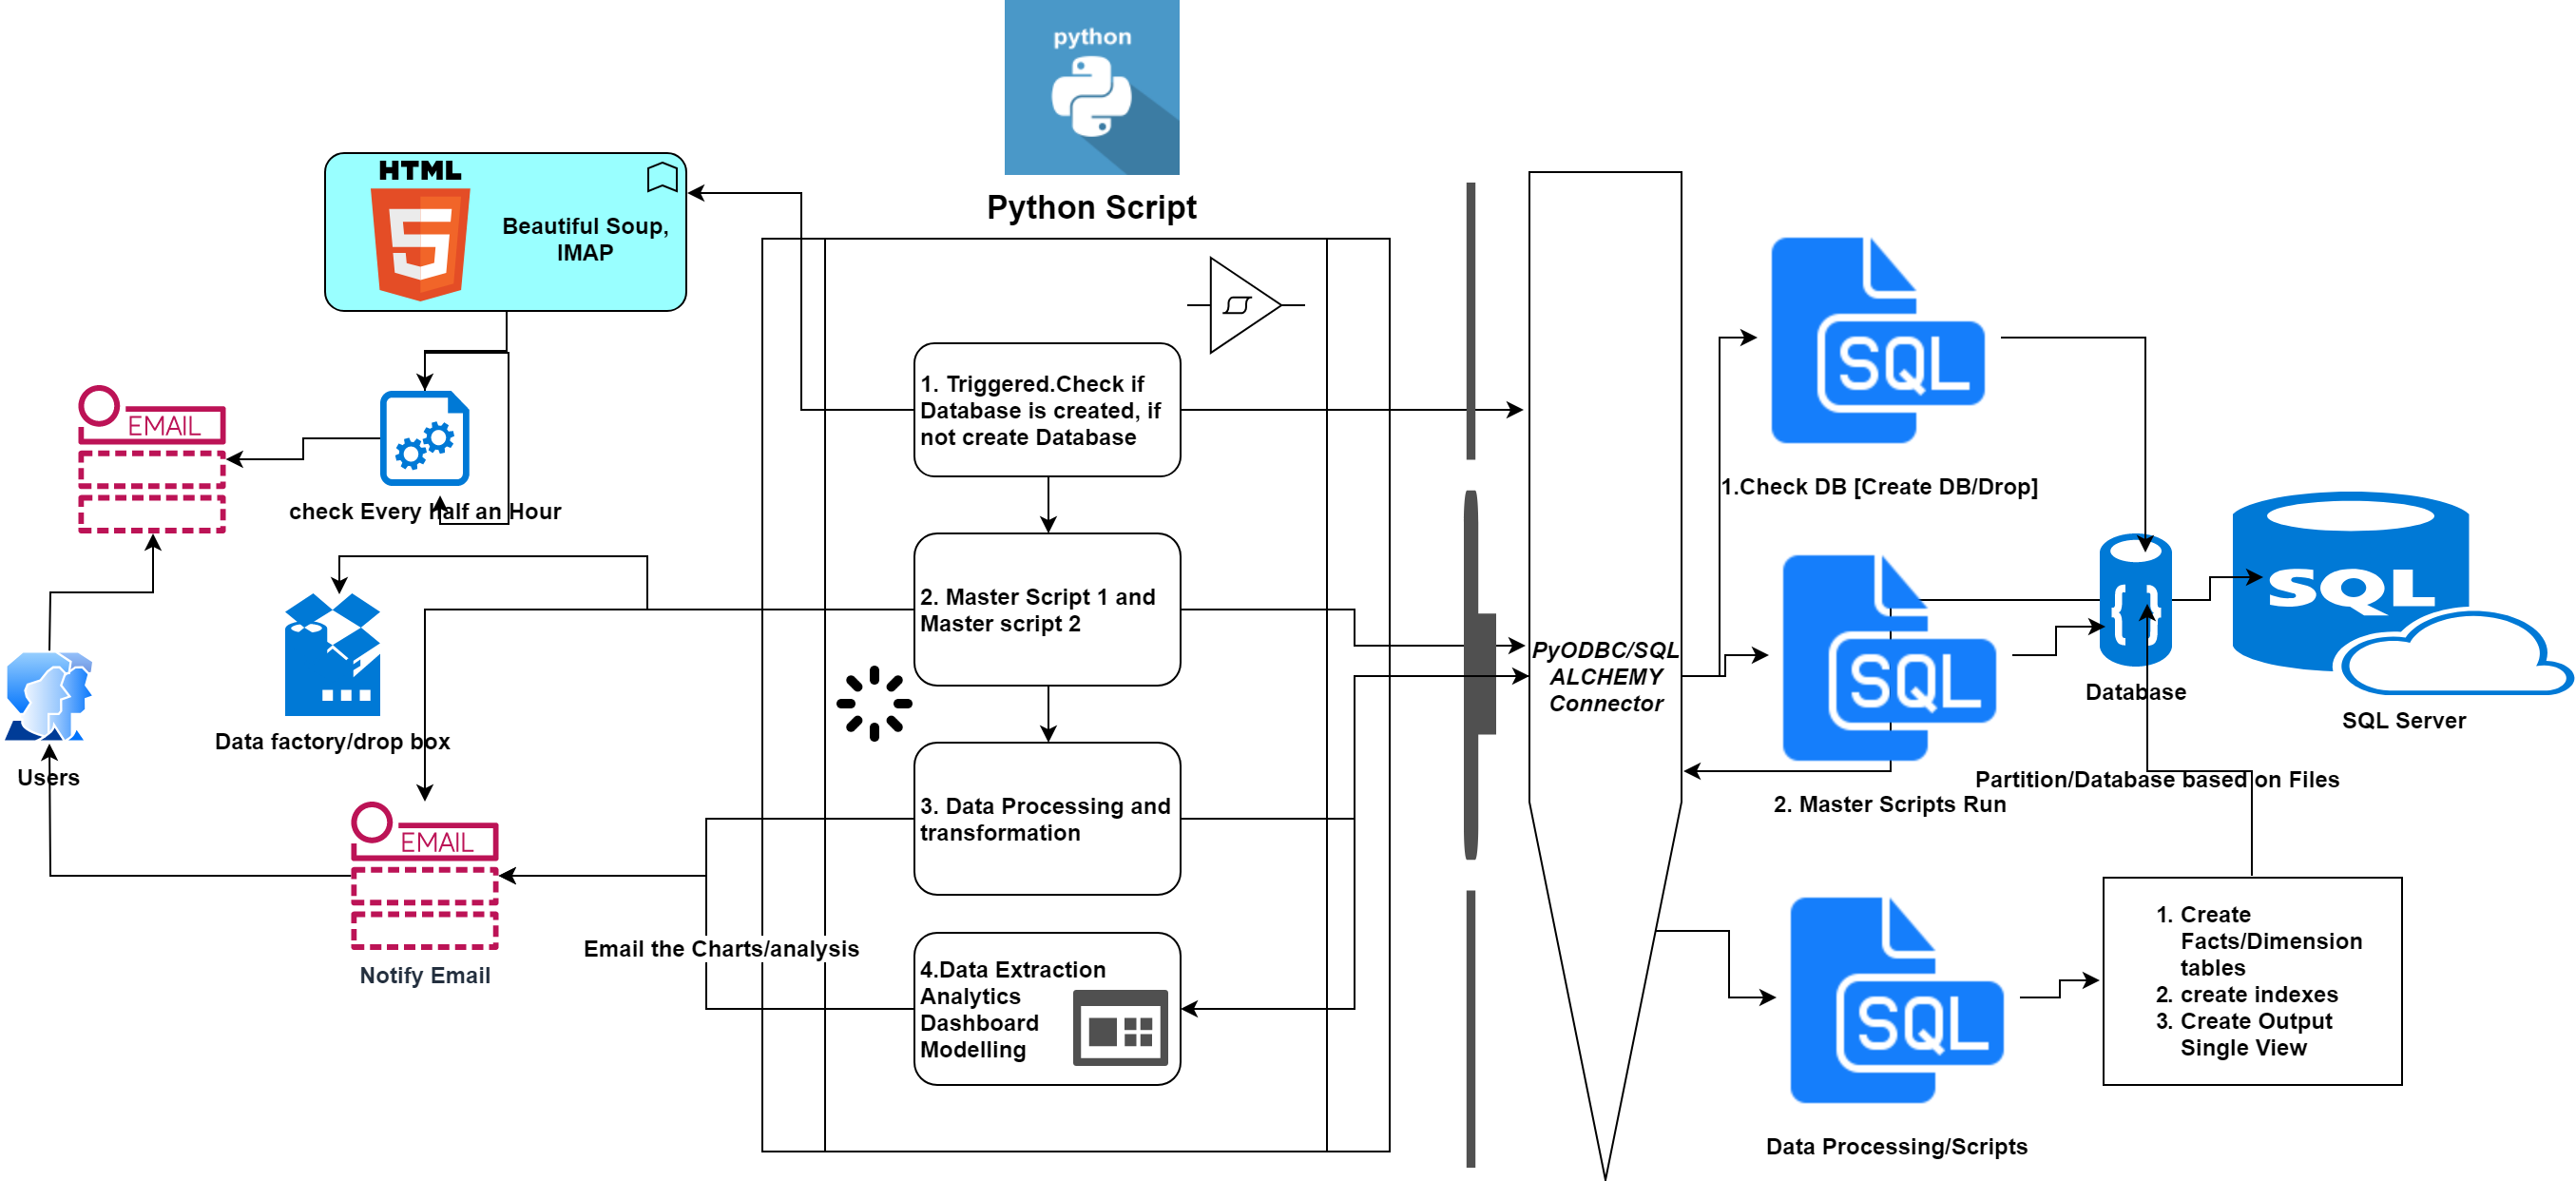 python
Python Script
HTML
5
Beautiful Soup,
IMAP
EMAIL
check Every half an Hour
1. Triggered.Check if
Database is created, if
not create Database
2. Master Script 1 and
Master script 2
3. Data Processing and
transformation
4.Data Extraction
Analytics
Dashboard
Modelling
Data factory/drop box
Users
EMAIL
Notify Email
Email the Charts/analysis
PyODBC/SQL
ALCHEMY
Connector
SQL
1.Check DB [Create DB/Drop]
SQL
2. Master Scripts Run
{ }
Database
SQL
SQL Server
Partition/Database based on Files
SQL
Data Processing/Scripts
1. Create
Facts/Dimension
tables
2. create indexes
3. Create Output
Single View